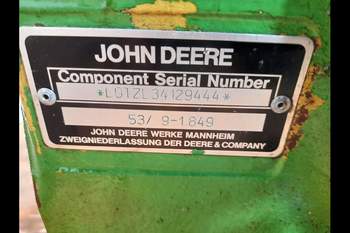 JOHN DEERE
Component Serial Number
*L01ZL34129444*
53/ 9-1849
JOHN DEERE WERKE MANNHEIM
ZWEIGNIEDERLASSUNG DER DEERE & COMPANY